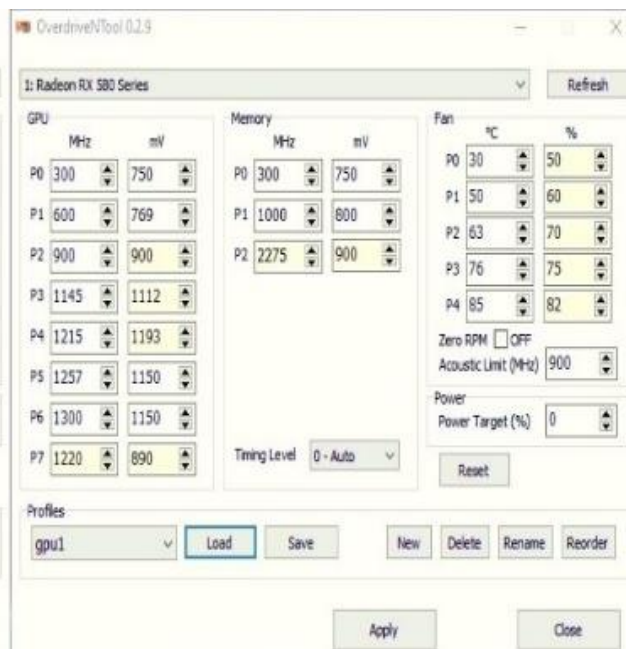 OverdriveNTool 0.2.9
1: Radeon RX 580 Series
Refresh
GPU
MHz mV
P0 300 750
P1 600 769
P2 900 900
P3 1145 1112
P4 1215 1193
P5 1257 1150
P6 1300 1150
P7 1220 890
Memory
MHz mV
P0 300 750
P1 1000 800
P2 2275 900
Timing Level 0 - Auto
Fan
°C %
P0 30 50
P1 50 60
P2 63 70
P3 76 75
P4 85 82
Zero RPM OFF
Acoustic Limit (MHz) 900
Power
Power Target (%) 0
Reset
Profiles
gpu1 Load Save New Delete Rename Reorder
Apply Close